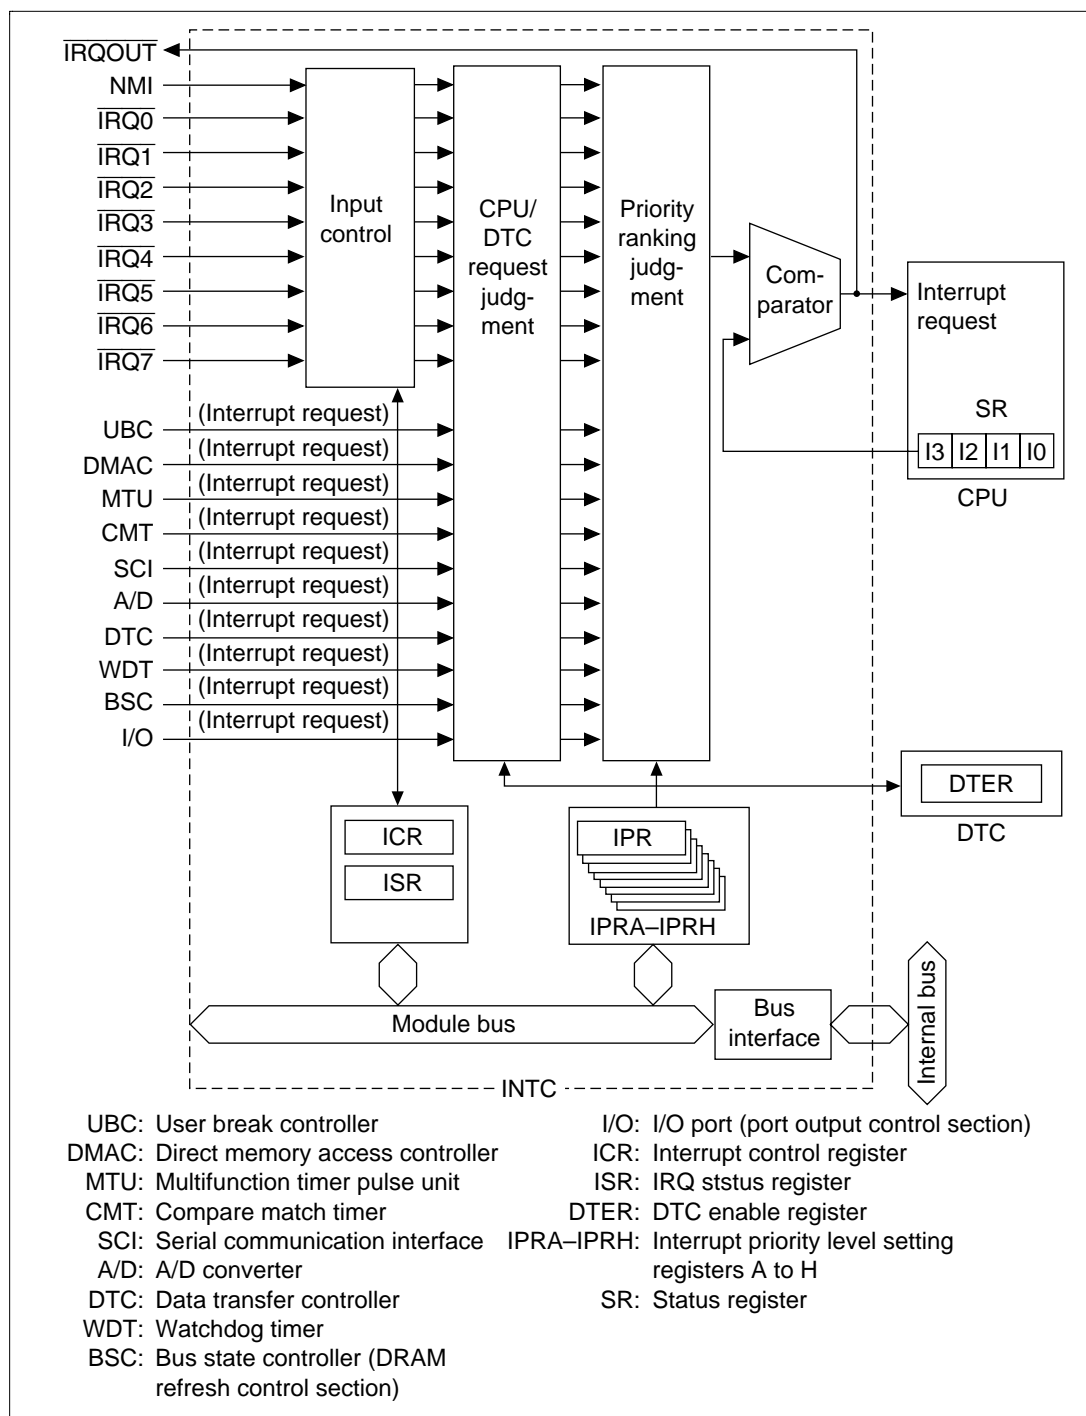 IRQOUT
NMI
IRQ0
IRQ1
IRQ2
IRQ3
IRQ4
IRQ5
IRQ6
IRQ7
UBC
DMAC
MTU
CMT
SCI
A/D
DTC
WDT
BSC
I/O
(Interrupt request)
(Interrupt request)
(Interrupt request)
(Interrupt request)
(Interrupt request)
(Interrupt request)
(Interrupt request)
(Interrupt request)
(Interrupt request)
(Interrupt request)
Input
control
CPU/
DTC
request
judg-
ment
Priority
ranking
judg-
ment
Com-
parator
Interrupt
request
SR
I3 I2 I1 I0
CPU
DTER
DTC
ICR
ISR
IPR
IPRA–IPRH
Module bus
Bus
interface
Internal bus
INTC
UBC: User break controller
DMAC: Direct memory access controller
MTU: Multifunction timer pulse unit
CMT: Compare match timer
SCI: Serial communication interface
A/D: A/D converter
DTC: Data transfer controller
WDT: Watchdog timer
BSC: Bus state controller (DRAM
refresh control section)
I/O: I/O port (port output control section)
ICR: Interrupt control register
ISR: IRQ ststus register
DTER: DTC enable register
IPRA–IPRH: Interrupt priority level setting
registers A to H
SR: Status register